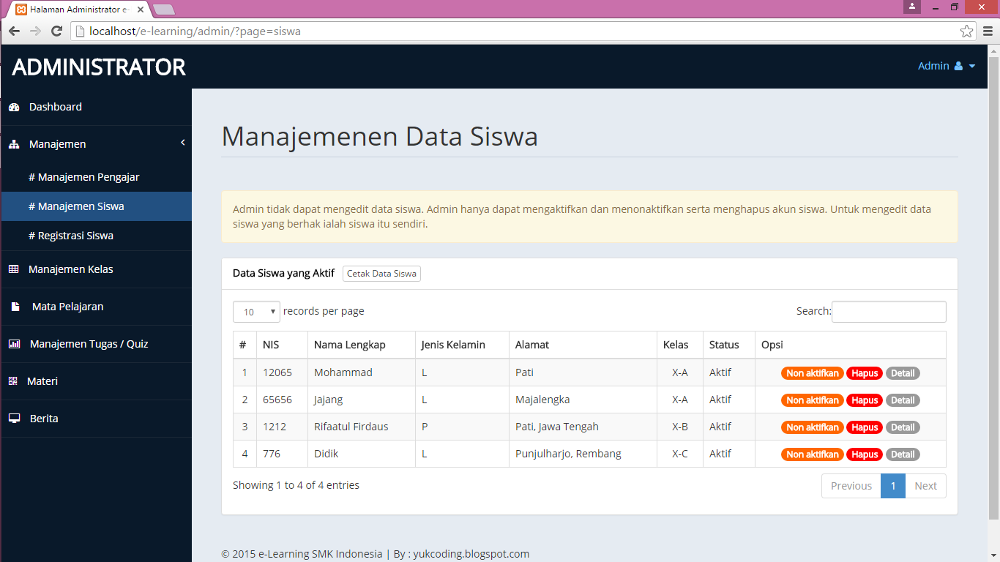 Halaman Administrator e-
localhost/e-learning/admin/?page=siswa
ADMINISTRATOR
Admin
Dashboard
Manajemen
# Manajemen Pengajar
# Manajemen Siswa
# Registrasi Siswa
Manajemen Kelas
Mata Pelajaran
Manajemen Tugas / Quiz
Materi
Berita
Manajemenen Data Siswa
Admin tidak dapat mengedit data siswa. Admin hanya dapat mengaktifkan dan menonaktifkan serta menghapus akun siswa. Untuk mengedit data
siswa yang berhak ialah siswa itu sendiri.
Data Siswa yang Aktif Cetak Data Siswa
10 records per page Search:
# NIS Nama Lengkap Jenis Kelamin Alamat Kelas Status Opsi
1 12065 Mohammad L Pati X-A Aktif Non aktifkan Hapus Detail
2 65656 Jajang L Majalengka X-A Aktif Non aktifkan Hapus Detail
3 1212 Rifaatul Firdaus P Pati, Jawa Tengah X-B Aktif Non aktifkan Hapus Detail
4 776 Didik L Punjulharjo, Rembang X-C Aktif Non aktifkan Hapus Detail
Showing 1 to 4 of 4 entries Previous 1 Next
© 2015 e-Learning SMK Indonesia | By : yukcoding.blogspot.com